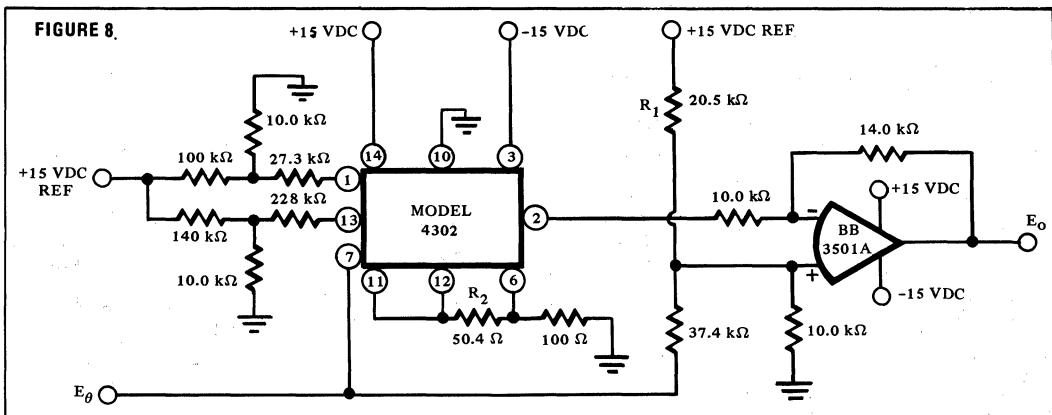 FIGURE 8.
+15 VDC
-15 VDC
+15 VDC REF
R1
20.5 kΩ
10.0 kΩ
14.0 kΩ
100 kΩ
27.3 kΩ
+15 VDC
REF
14
10
3
1
13
7
MODEL
4302
2
10.0 kΩ
+15 VDC
-
BB
3501A
+
Eo
-15 VDC
140 kΩ
228 kΩ
10.0 kΩ
11
12
6
R2
50.4 Ω
100 Ω
37.4 kΩ
10.0 kΩ
Eθ